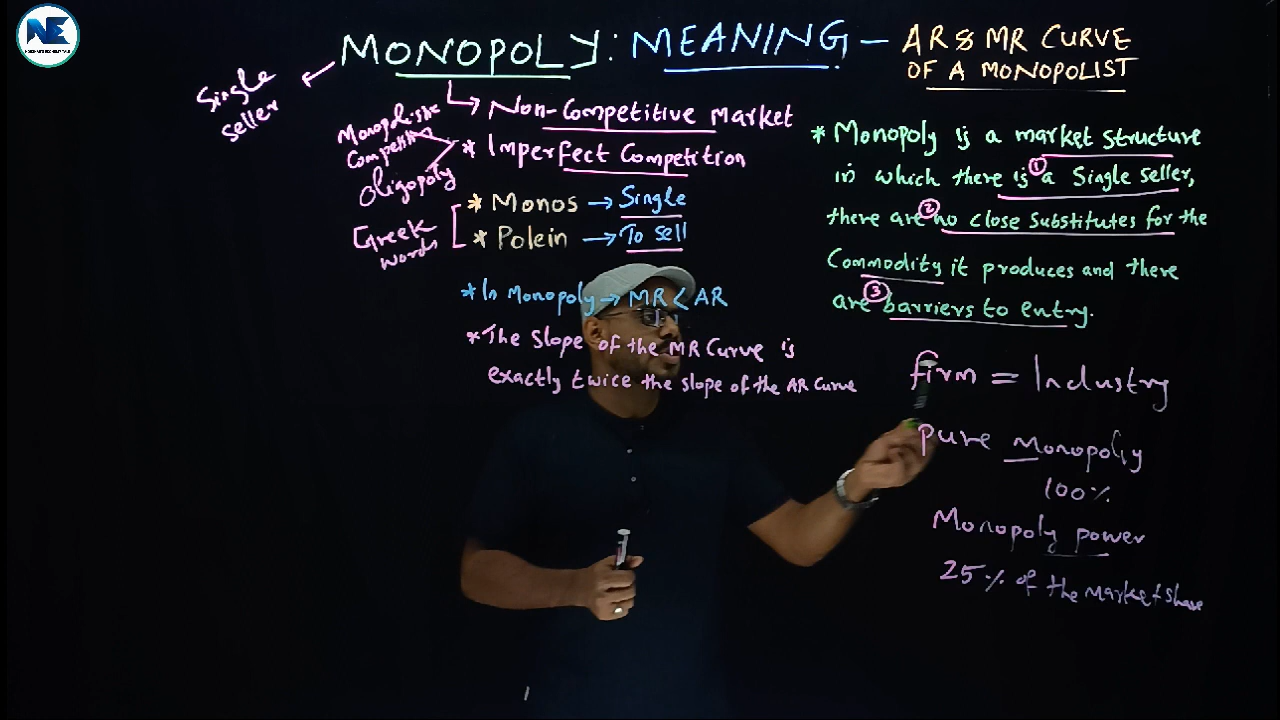 NE
MONOPOLY: MEANING – AR & MR CURVE
OF A MONOPOLIST
Single
seller
Non-Competitive market
Monopolistic
Competition
Oligopoly
* Imperfect Competition
Greek
words
* Monos → Single
* Polein → To sell
* In Monopoly → MR < AR
* The slope of the MR Curve is
exactly twice the slope of the AR Curve
* Monopoly is a market structure
in which there is ① a Single seller,
there are ② no close substitutes for the
Commodity it produces and there
are ③ barriers to entry.
firm = Industry
pure Monopoly
100%
Monopoly power
25% of the market share